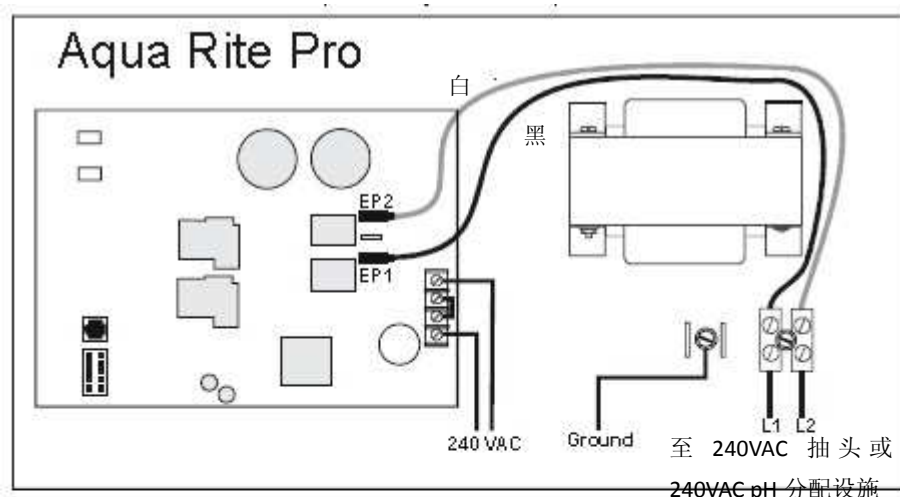 Aqua Rite Pro
白
黑
EP2
EP1
240 VAC
Ground
L1 L2
至 240VAC 抽头或
240VAC pH 分配设施